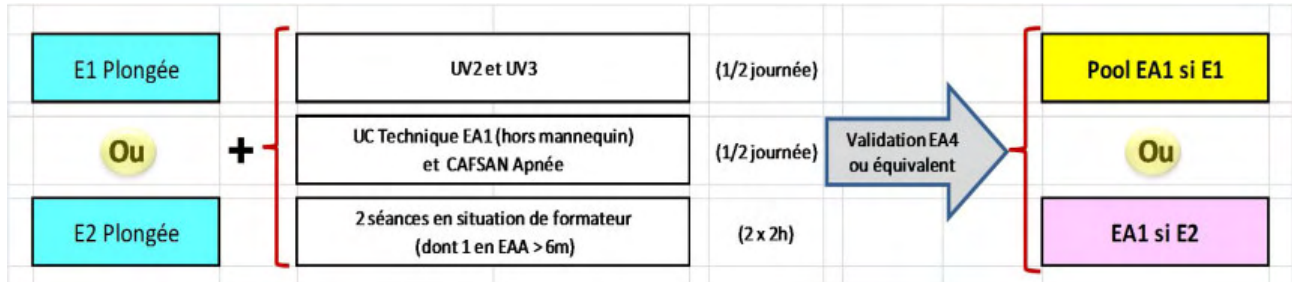 E1 Plongée
UV2 et UV3
(1/2 journée)
Pool EA1 si E1
Ou
+
UC Technique EA1 (hors mannequin)
et CAFSAN Apnée
(1/2 journée)
Validation EA4
ou équivalent
Ou
E2 Plongée
2 séances en situation de formateur
(dont 1 en EAA > 6m)
(2 x 2h)
EA1 si E2